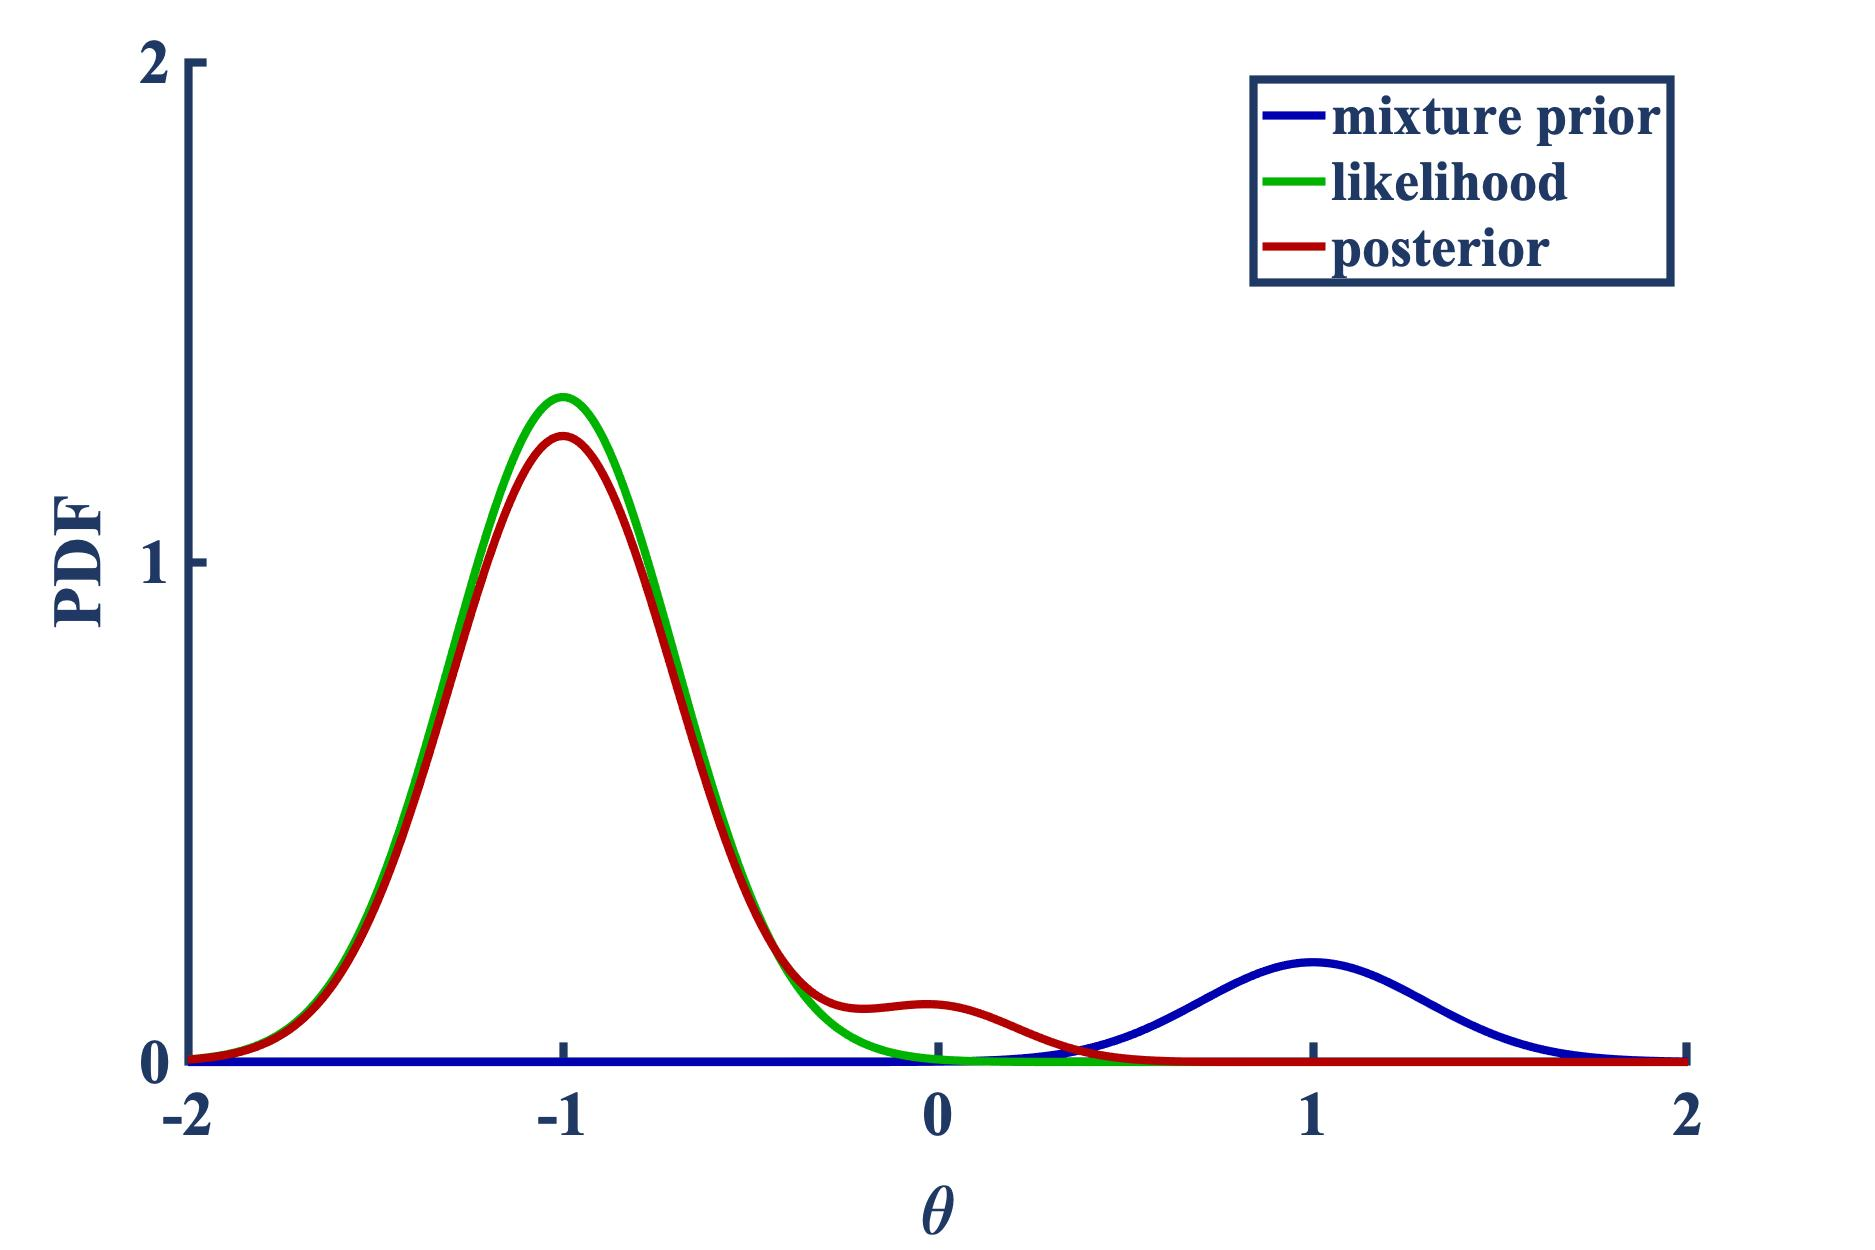 2
mixture prior
likelihood
posterior
PDF
1
0
-2
-1
0
1
2
θ